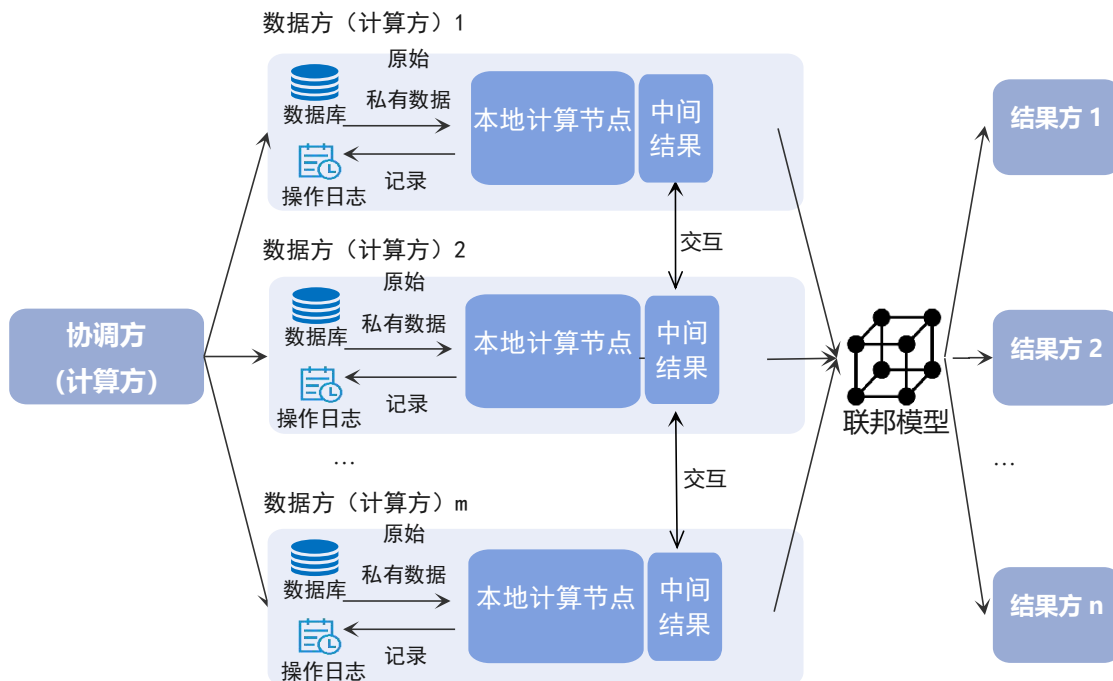 数据方（计算方）1
原始
私有数据
数据库
操作日志
记录
本地计算节点
中间
结果
交互
数据方（计算方）2
原始
私有数据
数据库
操作日志
记录
本地计算节点
中间
结果
…
交互
数据方（计算方）m
原始
私有数据
数据库
操作日志
记录
本地计算节点
中间
结果
协调方
(计算方)
联邦模型
结果方 1
结果方 2
…
结果方 n